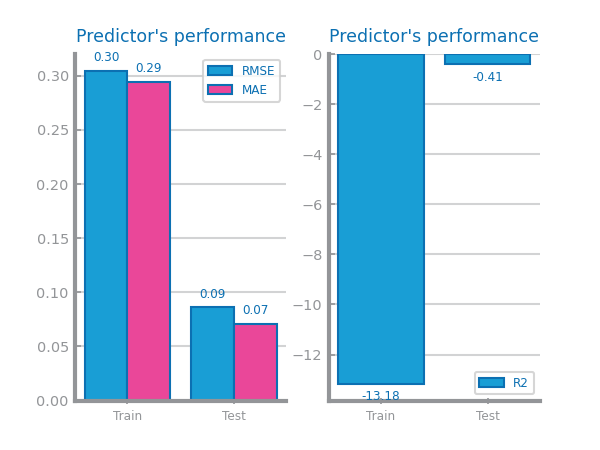 Predictor's performance
0.30
0.29
RMSE
MAE
0.30
0.25
0.20
0.15
0.10
0.05
0.00
0.09
0.07
Train
Test
Predictor's performance
0
−2
−4
−6
−8
−10
−12
-0.41
-13.18
R2
Train
Test